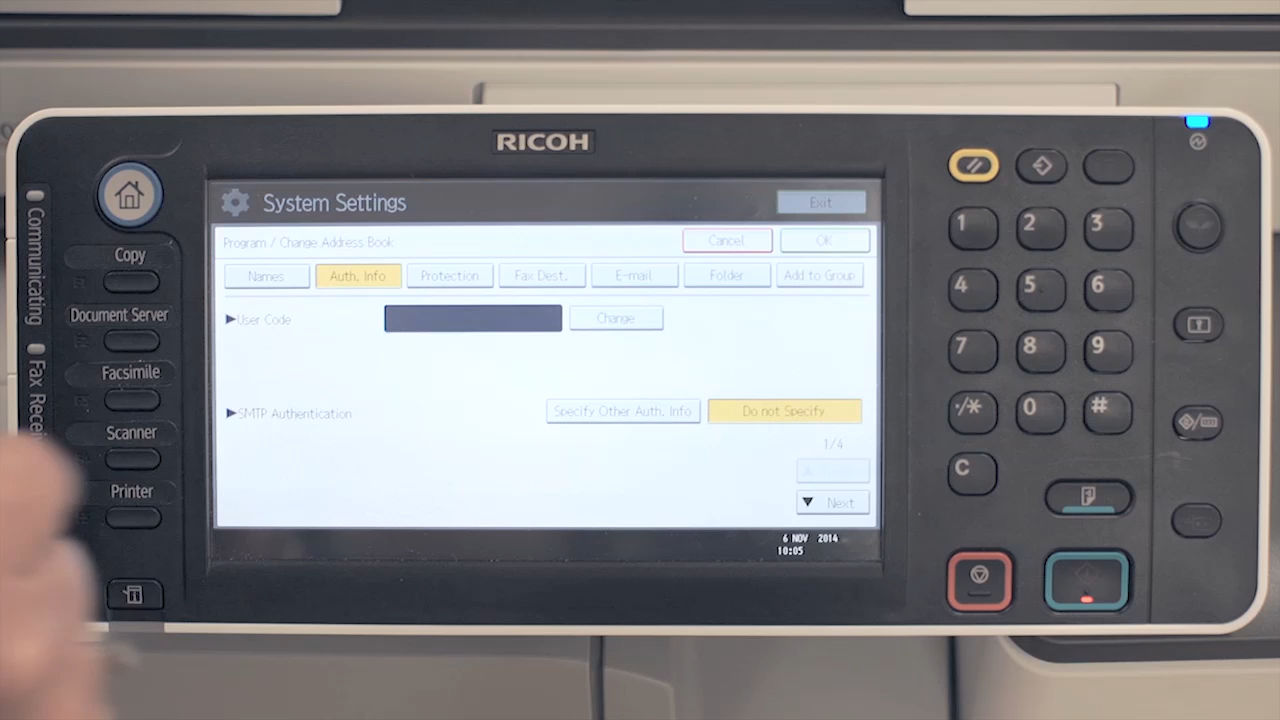 RICOH
System Settings
Exit
Program / Change Address Book
Cancel
OK
Names
Auth. Info
Protection
Fax Dest.
E-mail
Folder
Add to Group
▶User Code
Change
▶SMTP Authentication
Specify Other Auth. Info
Do not Specify
1/4
▼ Next
6 NOV 2014
10:05
Communicating
Fax Recei
Copy
Document Server
Facsimile
Scanner
Printer
1
2
3
4
5
6
7
8
9
·/*
0
#
C